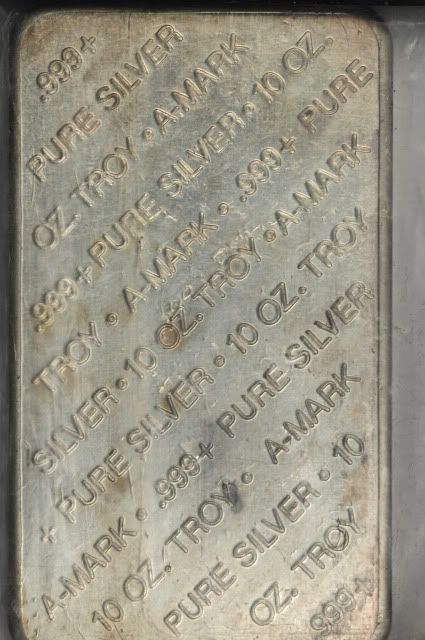 .999+
PURE SILVER
OZ. TROY • A-MARK
.999+ PURE SILVER • 10 OZ.
TROY • A-MARK • .999+ PURE
SILVER • 10 OZ. TROY • A-MARK
+ PURE SILVER • 10 OZ. TROY
A-MARK • .999+ PURE SILVER
10 OZ. TROY • A-MARK
PURE SILVER • 10
OZ. TROY
.999+